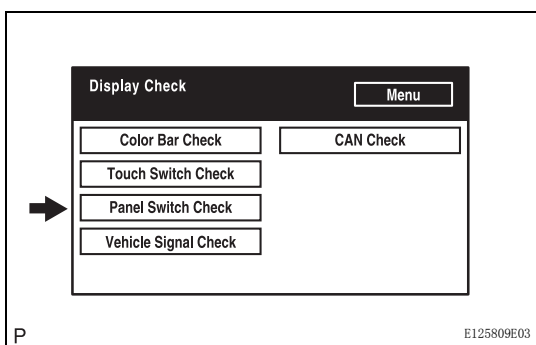 Display Check
Menu
Color Bar Check
CAN Check
Touch Switch Check
Panel Switch Check
Vehicle Signal Check
P
E125809E03